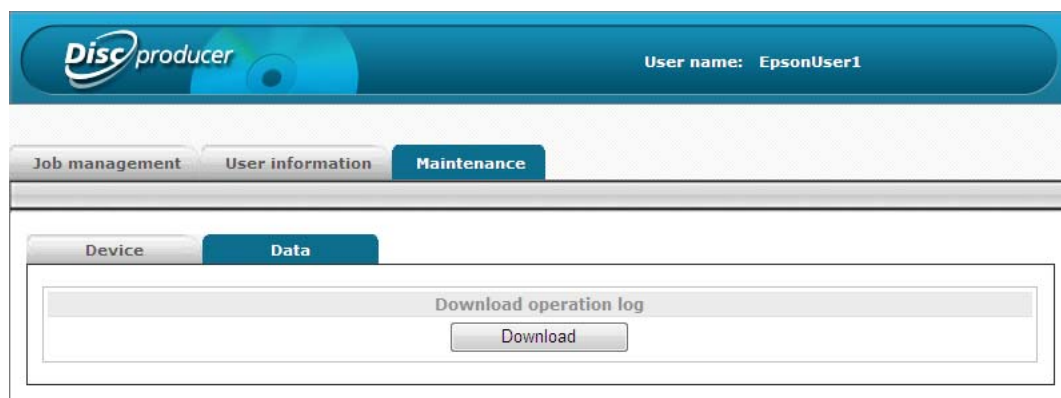 Disc producer
User name: EpsonUser1
Job management User information Maintenance
Device Data
Download operation log
Download